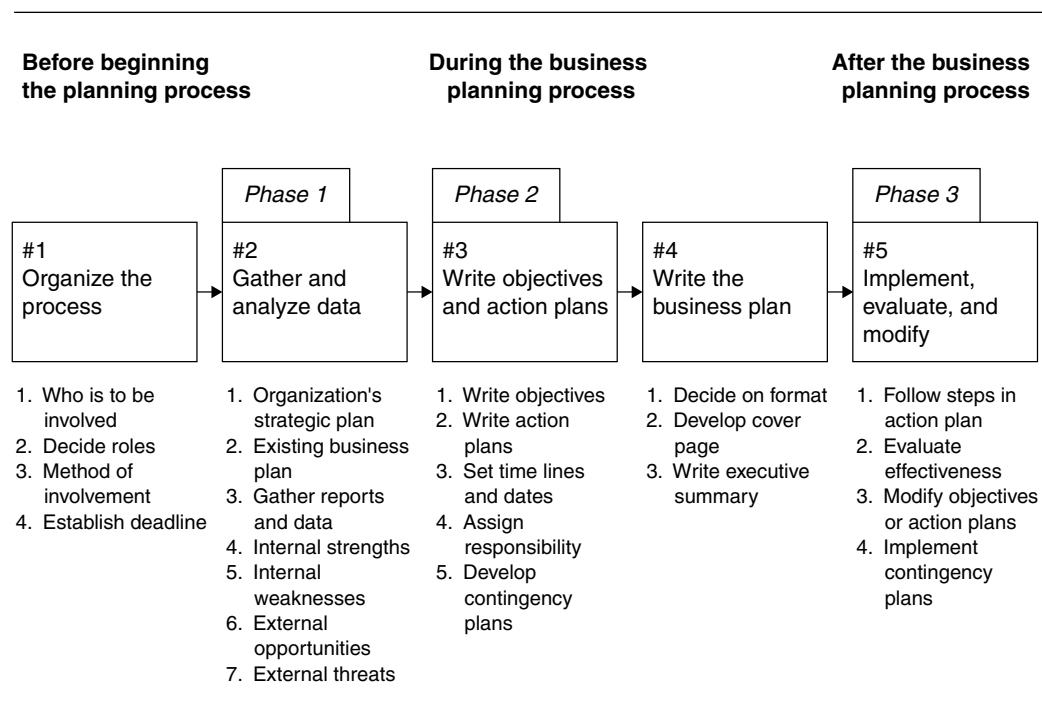 Before beginning
the planning process
During the business
planning process
After the business
planning process
Phase 1
Phase 2
Phase 3
#1
Organize the
process
#2
Gather and
analyze data
#3
Write objectives
and action plans
#4
Write the
business plan
#5
Implement,
evaluate, and
modify
1. Who is to be
involved
2. Decide roles
3. Method of
involvement
4. Establish deadline
1. Organization's
strategic plan
2. Existing business
plan
3. Gather reports
and data
4. Internal strengths
5. Internal
weaknesses
6. External
opportunities
7. External threats
1. Write objectives
2. Write action
plans
3. Set time lines
and dates
4. Assign
responsibility
5. Develop
contingency
plans
1. Decide on format
2. Develop cover
page
3. Write executive
summary
1. Follow steps in
action plan
2. Evaluate
effectiveness
3. Modify objectives
or action plans
4. Implement
contingency
plans